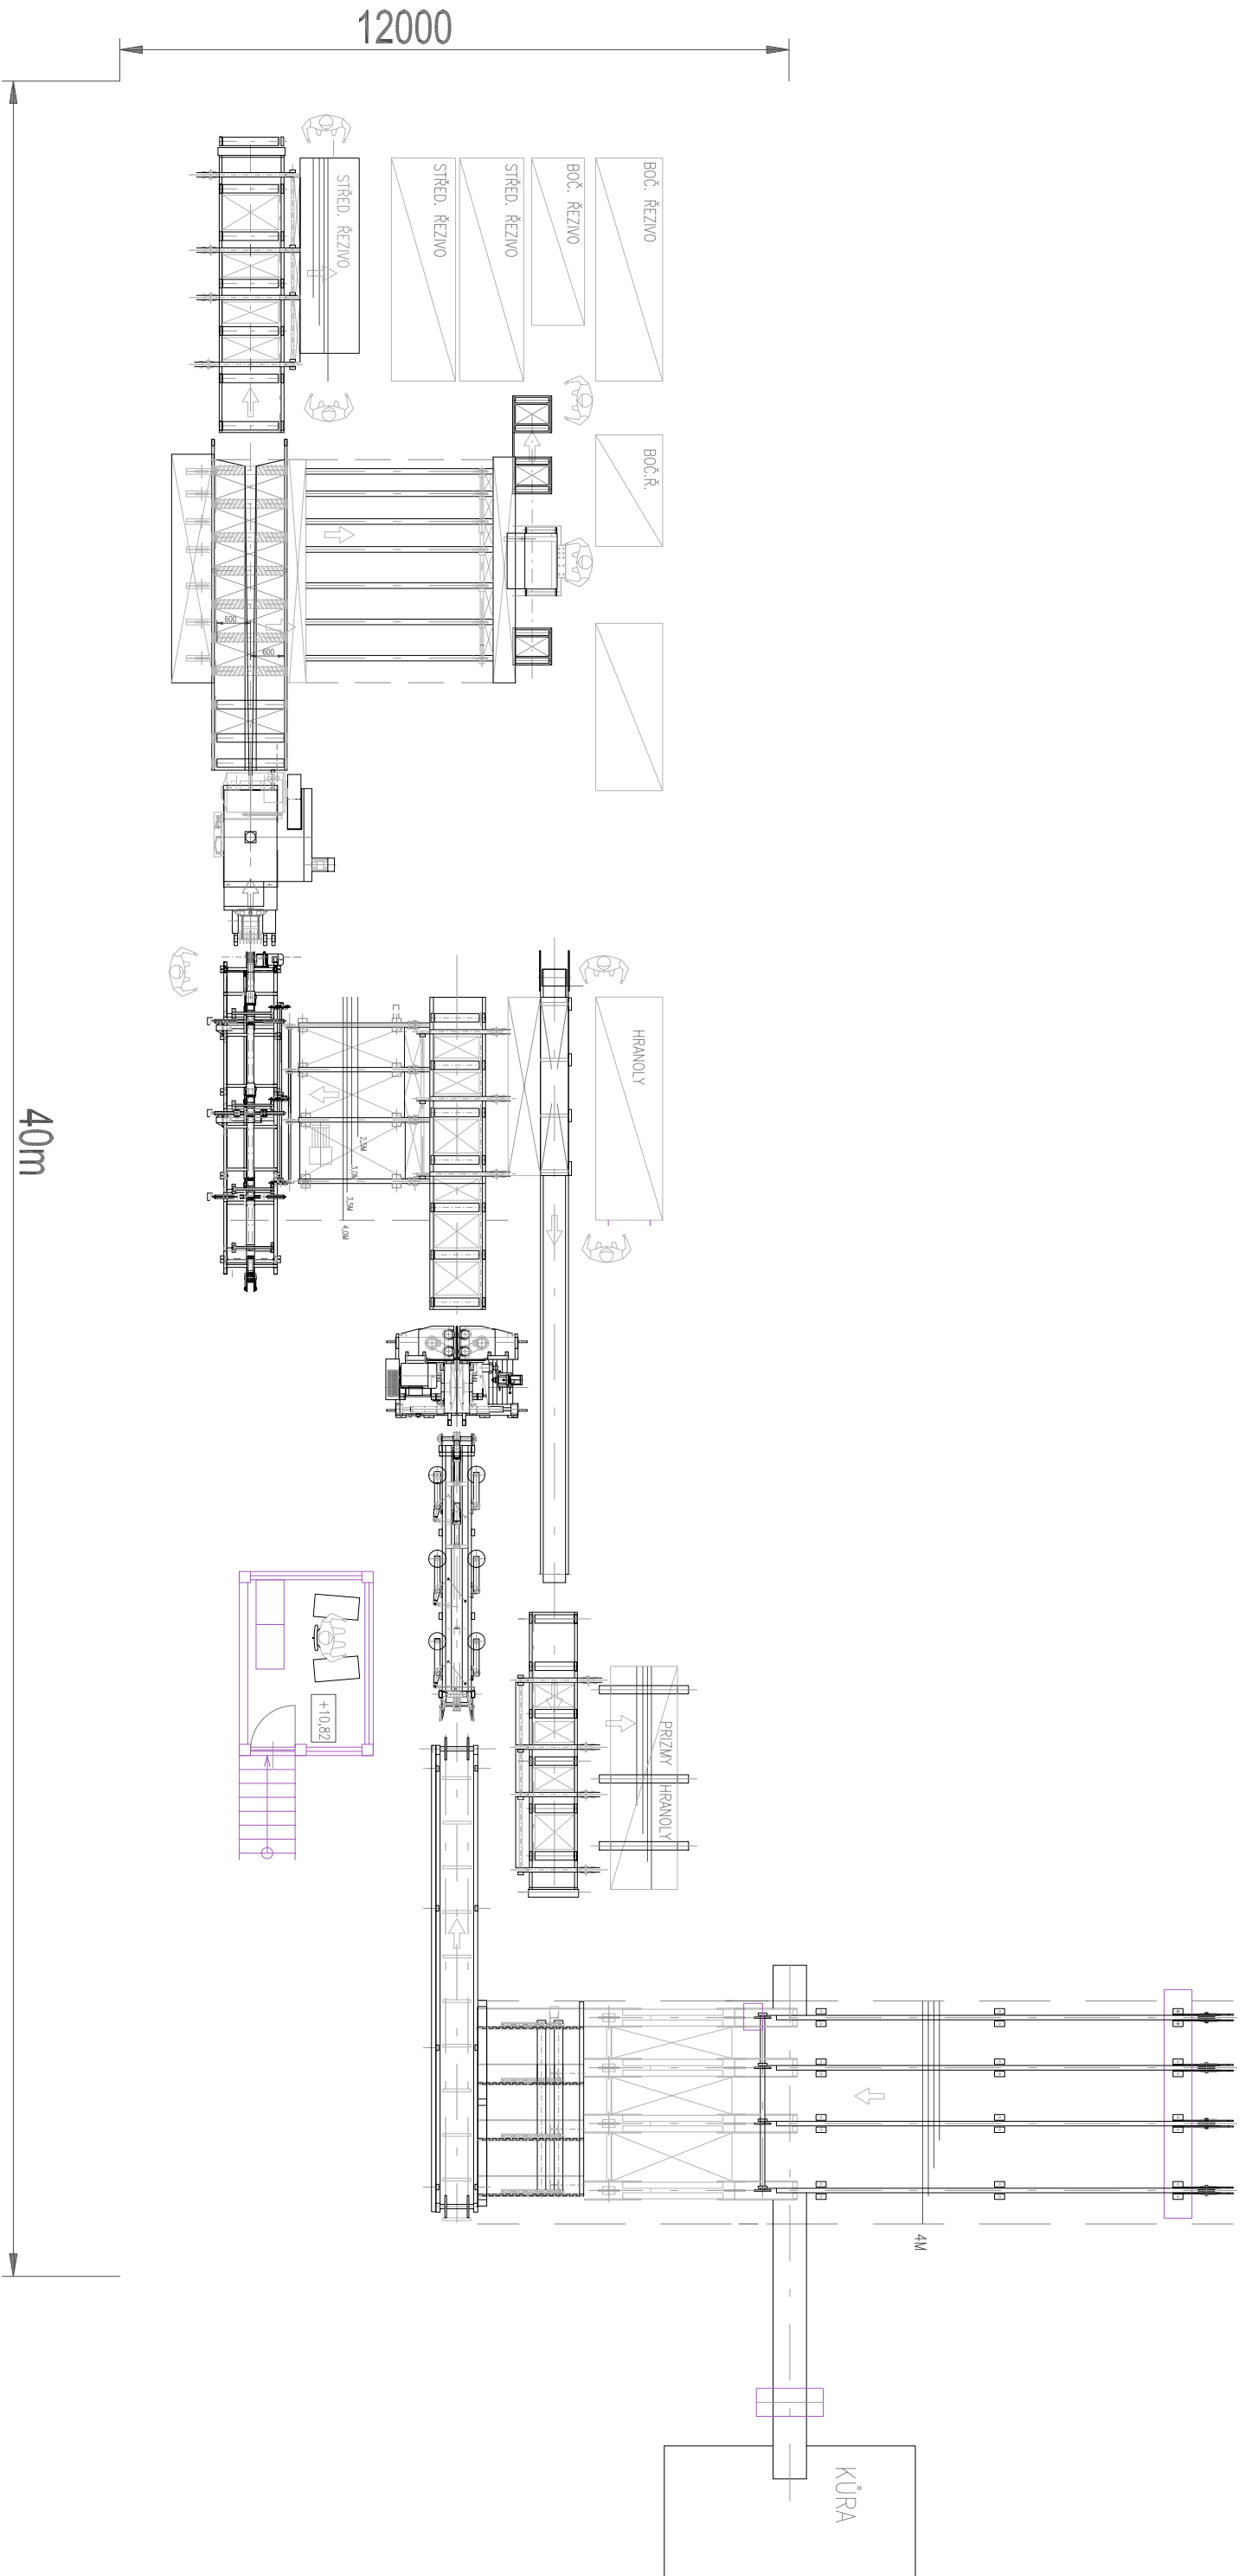 12000
40m
STŘED. ŘEZIVO
STŘED. ŘEZIVO
STŘED. ŘEZIVO
BOČ. ŘEZIVO
BOČ. ŘEZIVO
BOČ.Ř.
600
600
HRANOLY
2,5M
3,0M
3,5M
4,0M
+10,82
PRIZMY HRANOLY
4M
KŮRA